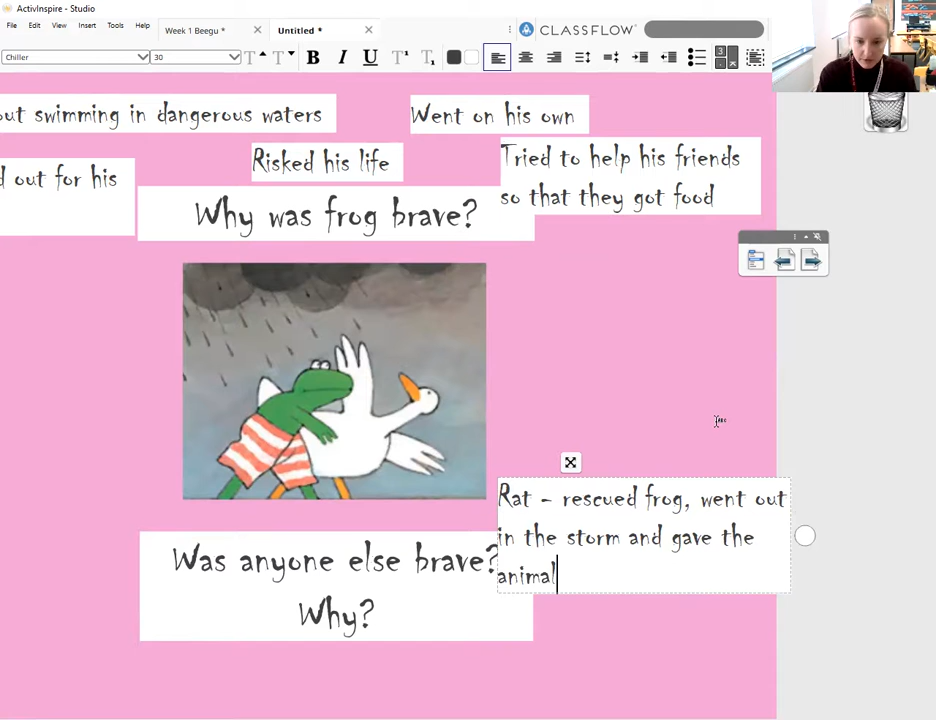 ActivInspire - Studio
File Edit View Insert Tools Help
Week 1 Beegu *
Untitled *
CLASSFLOW
Chiller
30
B I U T T
out swimming in dangerous waters
Went on his own
Risked his life
Tried to help his friends
so that they got food
d out for his
Why was frog brave?
Rat - rescued frog, went out
in the storm and gave the
animal
Was anyone else brave?
Why?